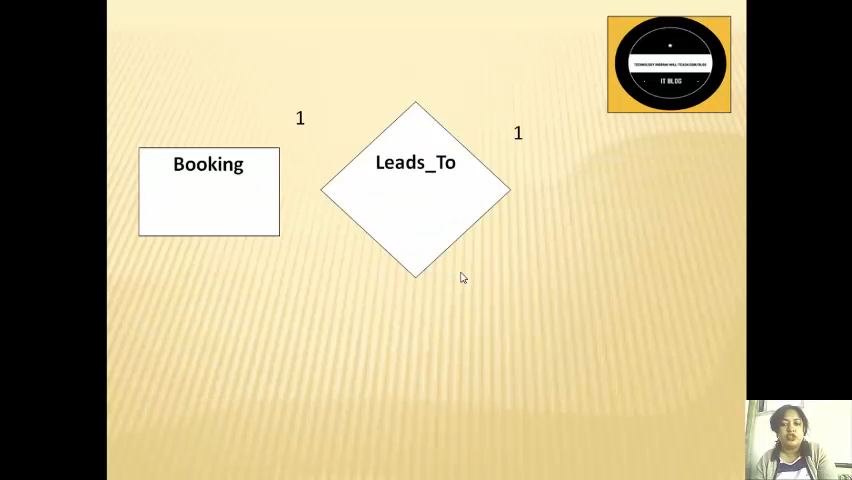 1
1
Booking
Leads_To
IT BLOG